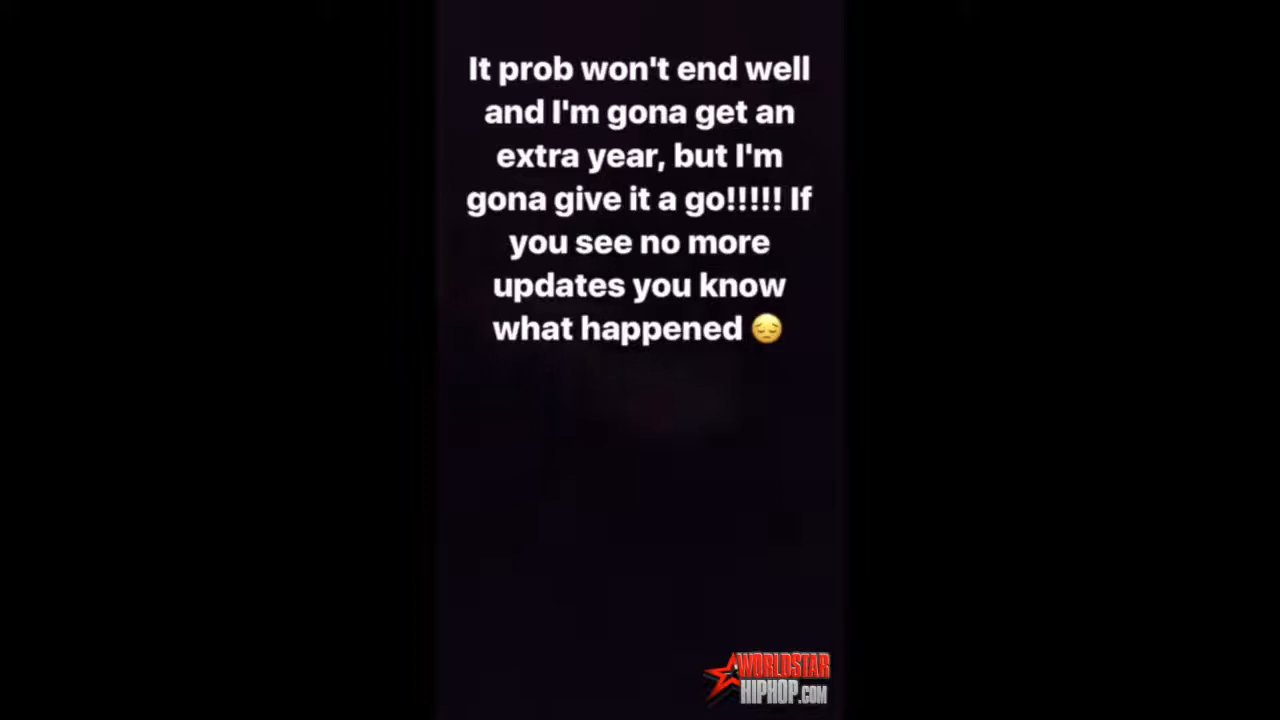 It prob won't end well
and I'm gona get an
extra year, but I'm
gona give it a go!!!!! If
you see no more
updates you know
what happened 😔
WORLDSTAR
HIPHOP.COM